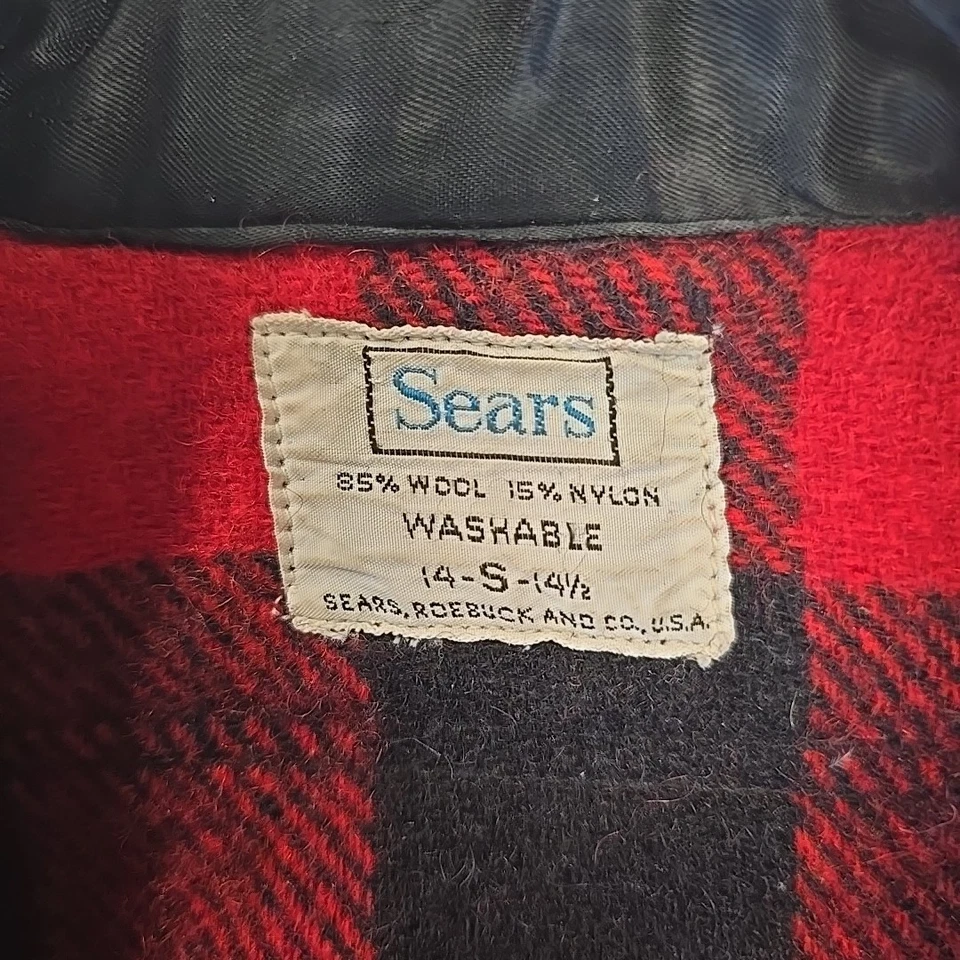 Sears
85% WOOL 15% NYLON
WASHABLE
14-S-14½
SEARS, ROEBUCK AND CO., U.S.A.